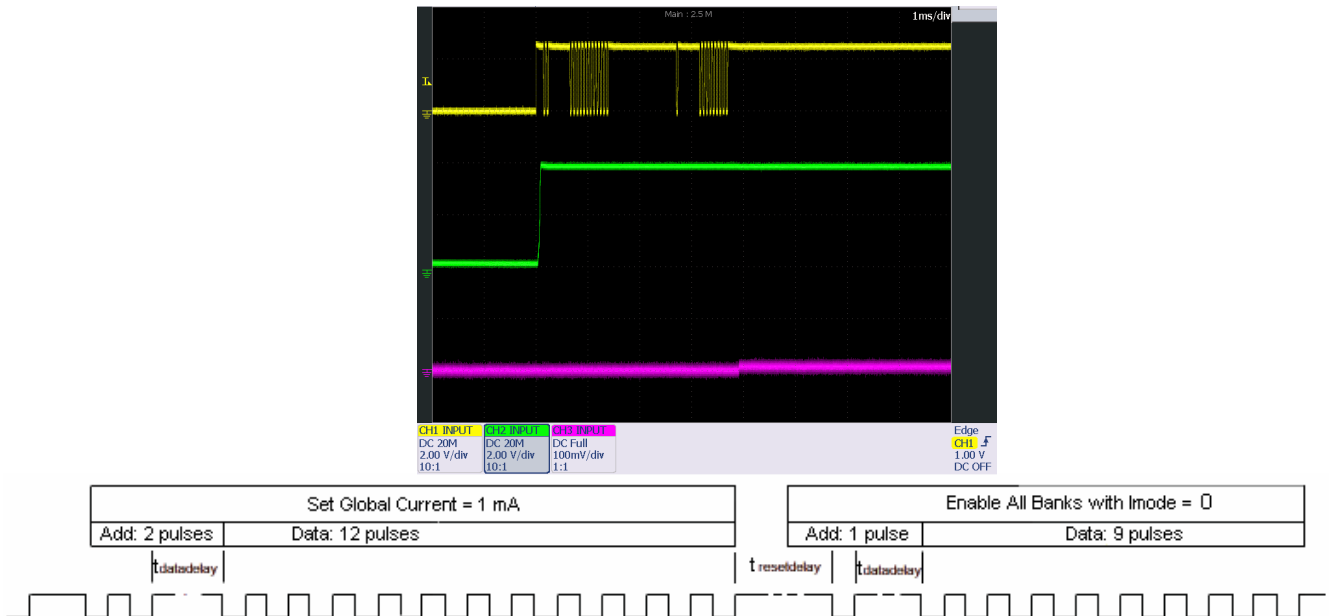 Main : 2.5 M
1ms/div
CH1 INPUT CH2 INPUT CH3 INPUT
DC 20M DC 20M DC Full
2.00 V/div 2.00 V/div 100mV/div
10:1 10:1 1:1
Edge
CH1
1.00 V
DC OFF
Set Global Current = 1 mA
Enable All Banks with Imode = 0
Add: 2 pulses Data: 12 pulses
Add: 1 pulse Data: 9 pulses
tdatadelay
t resetdelay
tdatadelay